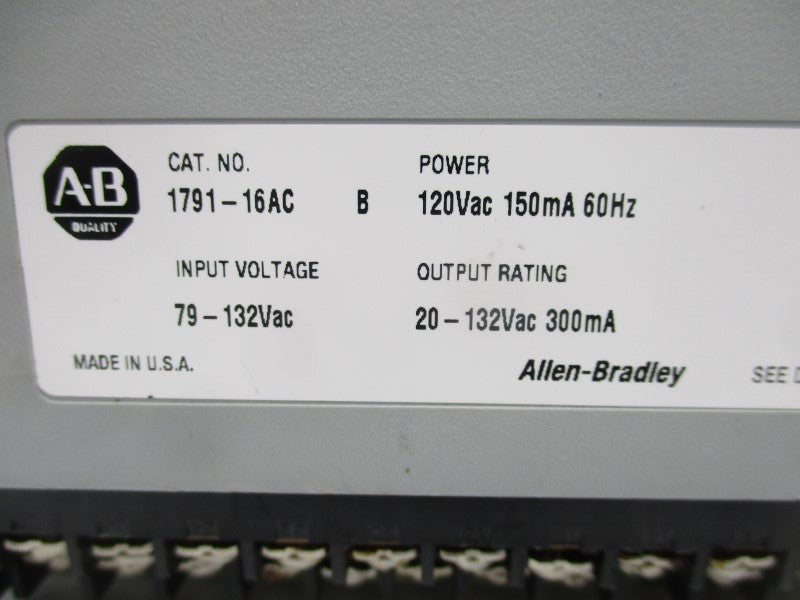 A-B
QUALITY
CAT. NO.
1791-16AC B
POWER
120Vac 150mA 60Hz
INPUT VOLTAGE
79-132Vac
OUTPUT RATING
20-132Vac 300mA
MADE IN U.S.A.
Allen-Bradley
SEE